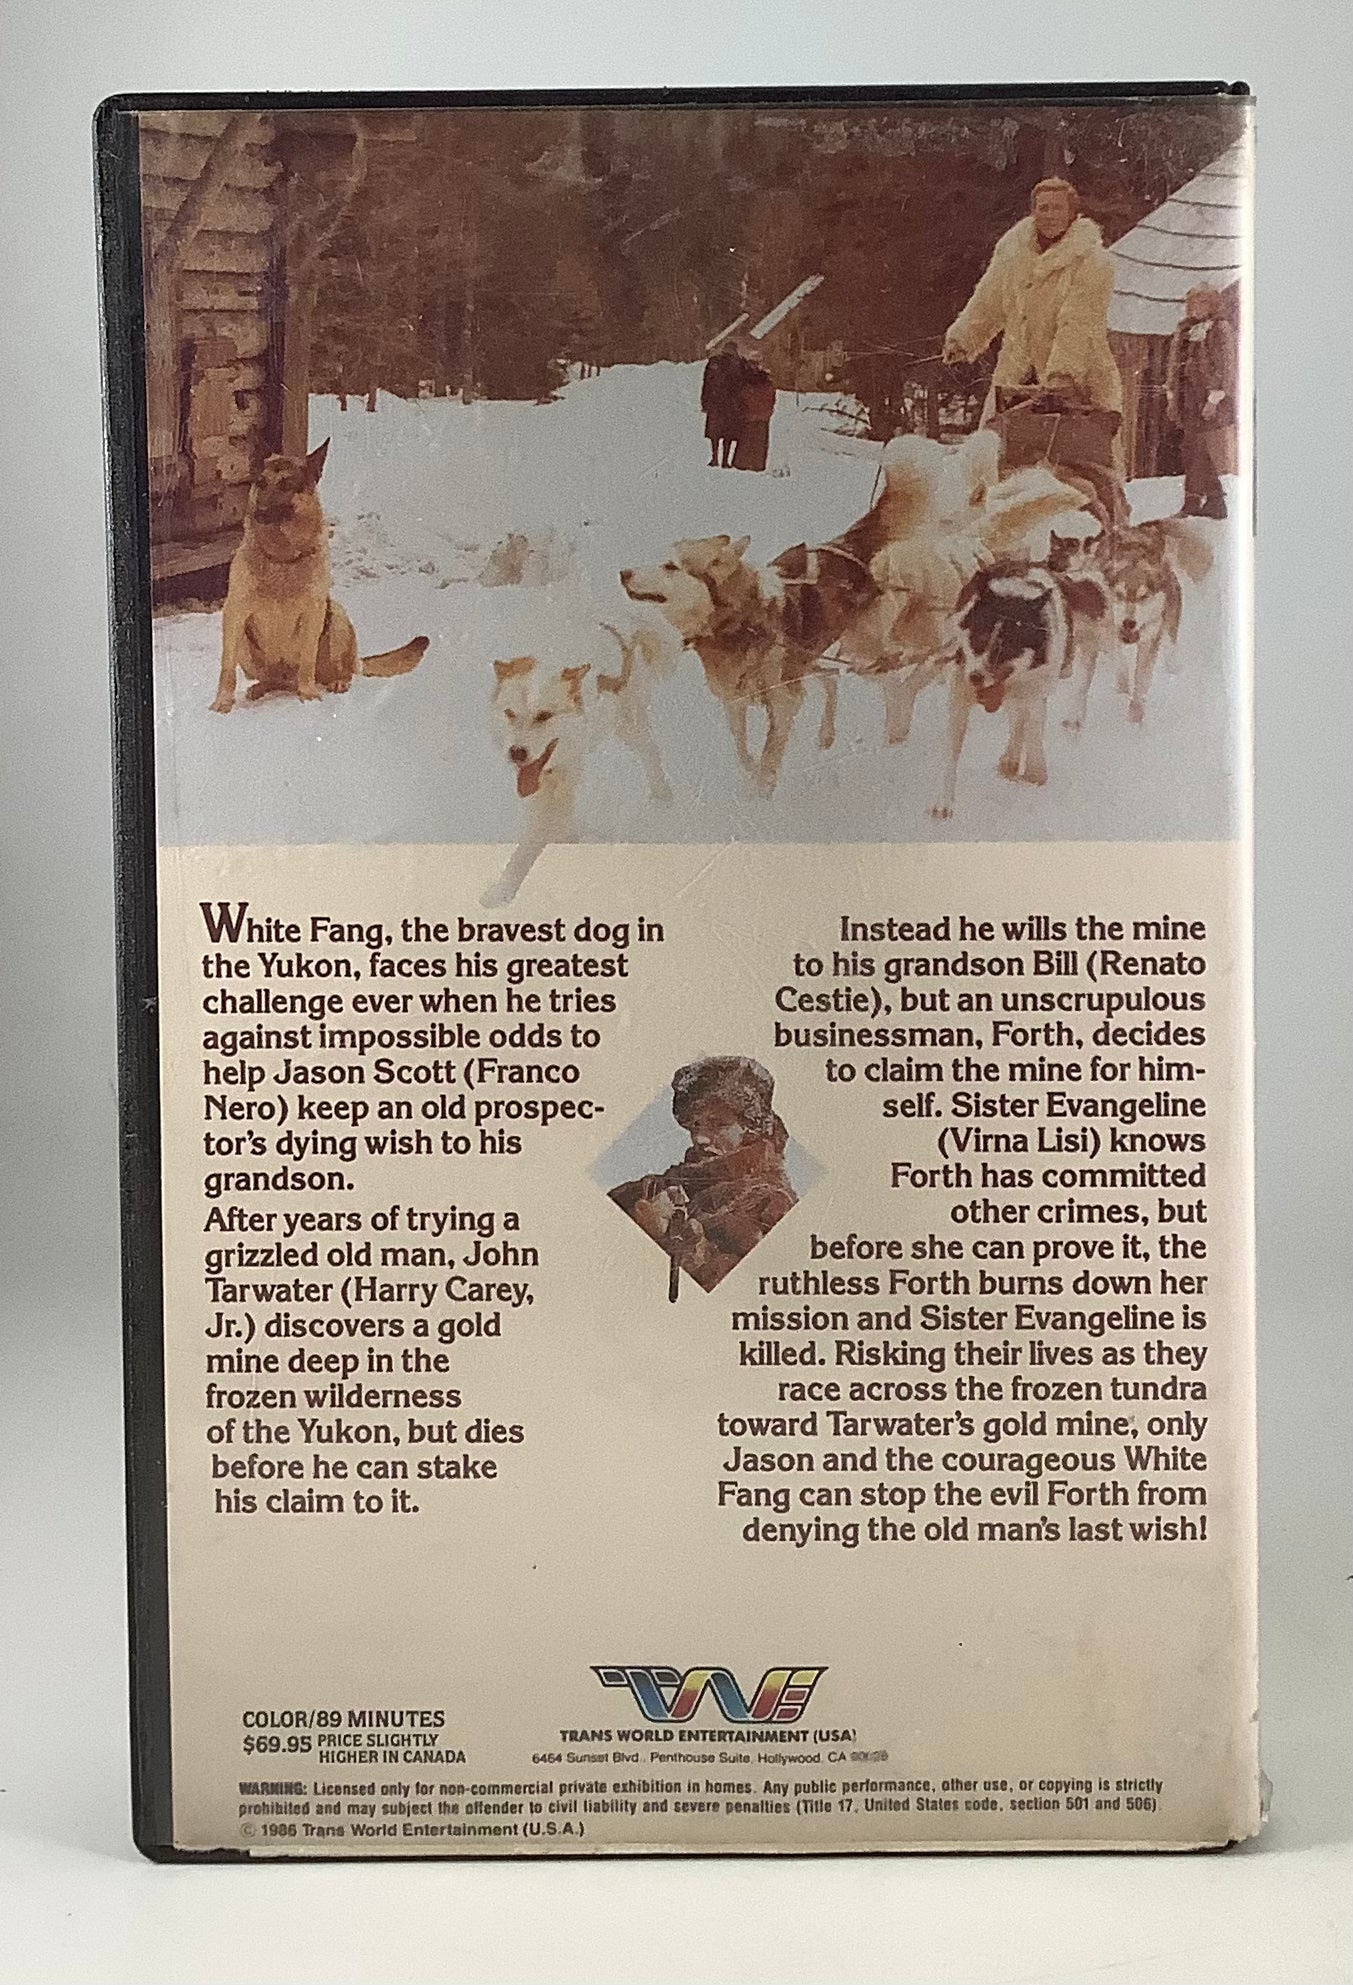 White Fang, the bravest dog in
the Yukon, faces his greatest
challenge ever when he tries
against impossible odds to
help Jason Scott (Franco
Nero) keep an old prospec-
tor's dying wish to his
grandson.
After years of trying a
grizzled old man, John
Tarwater (Harry Carey,
Jr.) discovers a gold
mine deep in the
frozen wilderness
of the Yukon, but dies
before he can stake
his claim to it.
Instead he wills the mine
to his grandson Bill (Renato
Cestie), but an unscrupulous
businessman, Forth, decides
to claim the mine for him-
self. Sister Evangeline
(Virna Lisi) knows
Forth has committed
other crimes, but
before she can prove it, the
ruthless Forth burns down her
mission and Sister Evangeline is
killed. Risking their lives as they
race across the frozen tundra
toward Tarwater's gold mine, only
Jason and the courageous White
Fang can stop the evil Forth from
denying the old man's last wish!
COLOR/89 MINUTES
$69.95 PRICE SLIGHTLY
HIGHER IN CANADA
TWE
TRANS WORLD ENTERTAINMENT (USA)
6464 Sunset Blvd., Penthouse Suite, Hollywood, CA
WARNING: Licensed only for non-commercial private exhibition in homes. Any public performance, other use, or copying is strictly
prohibited and may subject the offender to civil liability and severe penalties (Title 17, United States code, section 501 and 506).
© 1986 Trans World Entertainment (U.S.A.)